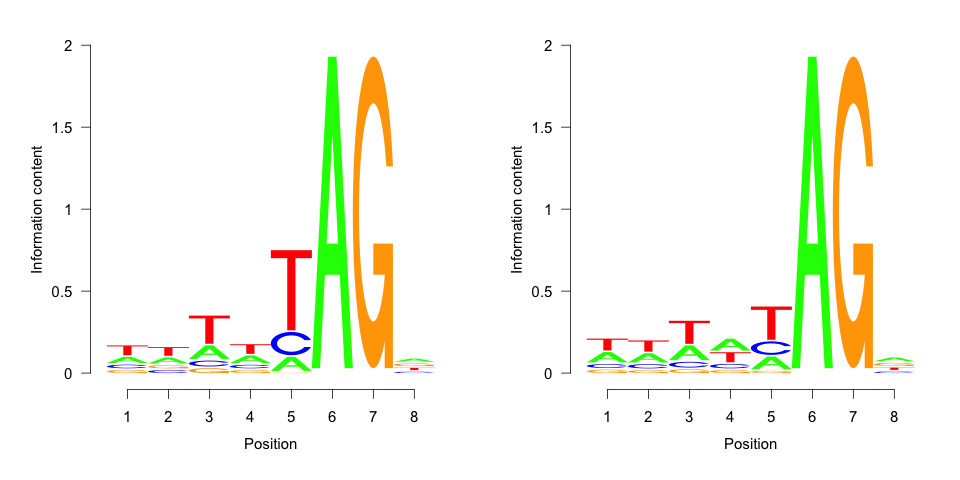 2
1.5
1
0.5
0
Information content
T T T T T A G A
A A A A C G
C C C C A T
G G G G C
1 2 3 4 5 6 7 8
Position
2
1.5
1
0.5
0
Information content
T T T A T A G A
A A A T C G
C C C C A T
G G G G G C
1 2 3 4 5 6 7 8
Position